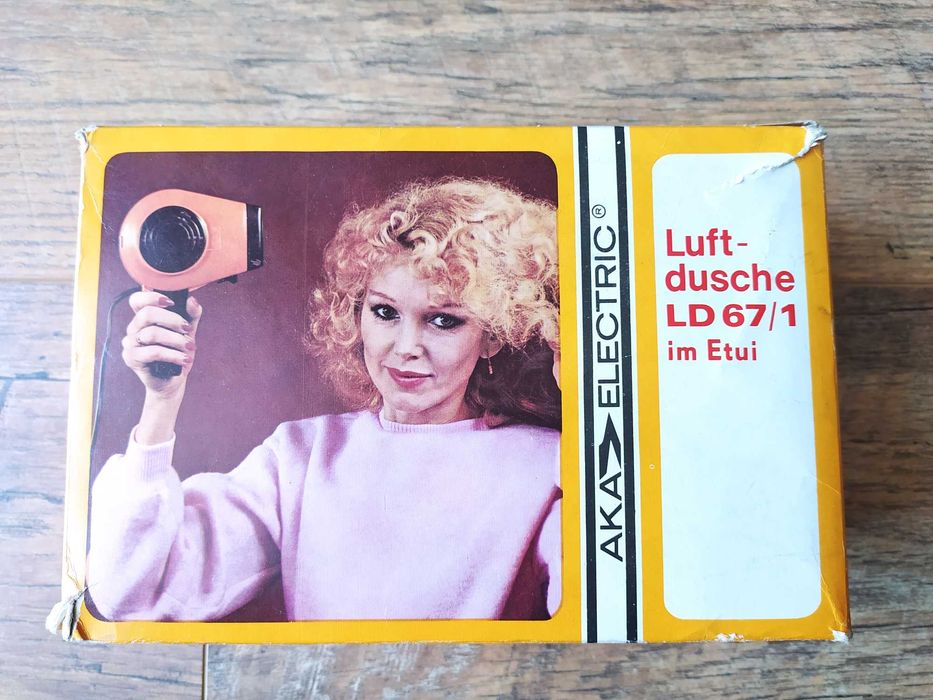 AKA ELECTRIC®
Luft-
dusche
LD 67/1
im Etui